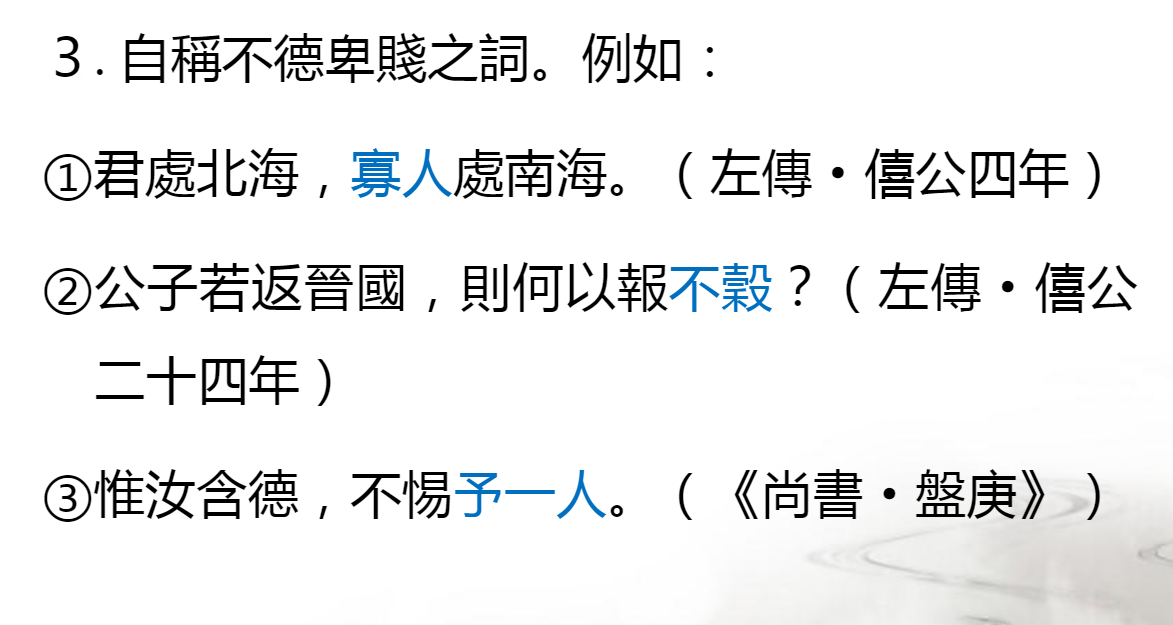 ３.自稱不德卑賤之詞。例如：
①君處北海，寡人處南海。（左傳・僖公四年）
②公子若返晉國，則何以報不穀？（左傳・僖公
二十四年）
③惟汝含德，不惕予一人。（《尚書・盤庚》）